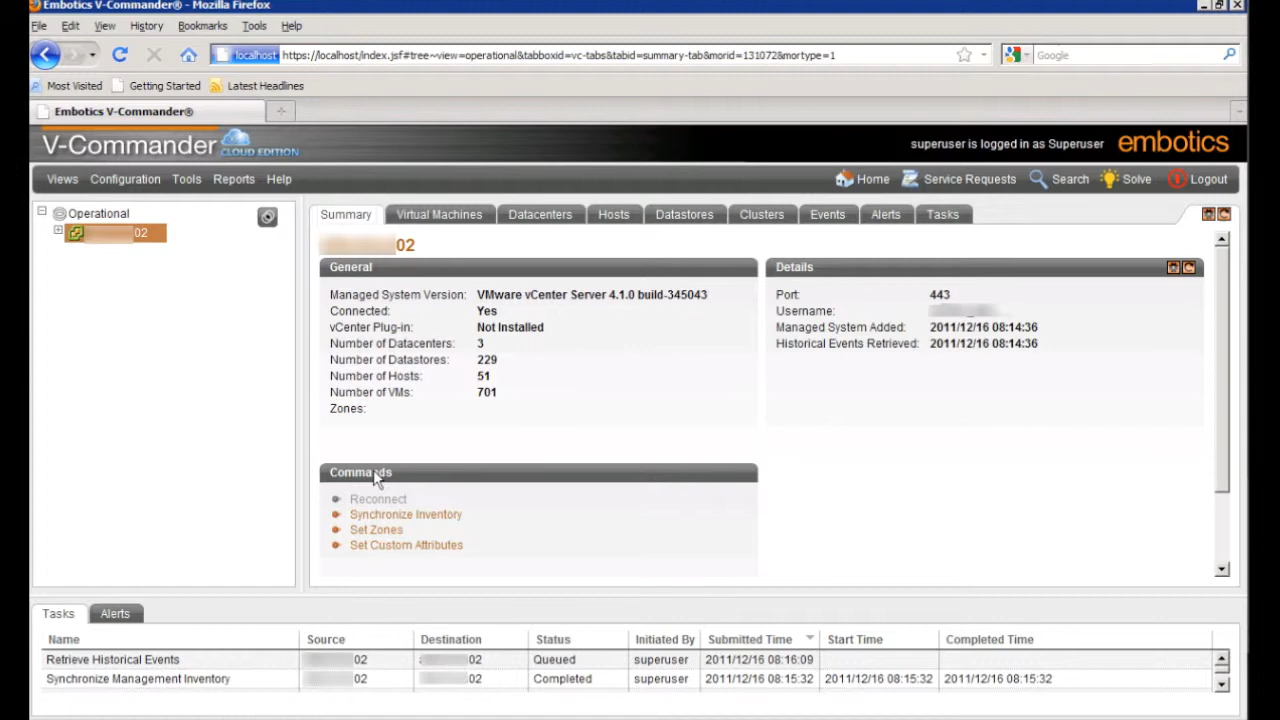 Embotics V-Commander® - Mozilla Firefox
File Edit View History Bookmarks Tools Help
localhost https://localhost/index.jsf#tree~view=operational&tabboxid=vc-tabs&tabid=summary-tab&morid=131072&mortype=1 Google
Most Visited Getting Started Latest Headlines
Embotics V-Commander®
V-Commander CLOUD EDITION superuser is logged in as Superuser embotics
Views Configuration Tools Reports Help Home Service Requests Search Solve Logout
Operational
02
Summary Virtual Machines Datacenters Hosts Datastores Clusters Events Alerts Tasks
02
General
Managed System Version: VMware vCenter Server 4.1.0 build-345043
Connected: Yes
vCenter Plug-in: Not Installed
Number of Datacenters: 3
Number of Datastores: 229
Number of Hosts: 51
Number of VMs: 701
Zones:
Details
Port: 443
Username:
Managed System Added: 2011/12/16 08:14:36
Historical Events Retrieved: 2011/12/16 08:14:36
Commands
Reconnect
Synchronize Inventory
Set Zones
Set Custom Attributes
Tasks Alerts
Name Source Destination Status Initiated By Submitted Time Start Time Completed Time
Retrieve Historical Events 02 02 Queued superuser 2011/12/16 08:16:09
Synchronize Management Inventory 02 02 Completed superuser 2011/12/16 08:15:32 2011/12/16 08:15:32 2011/12/16 08:15:32